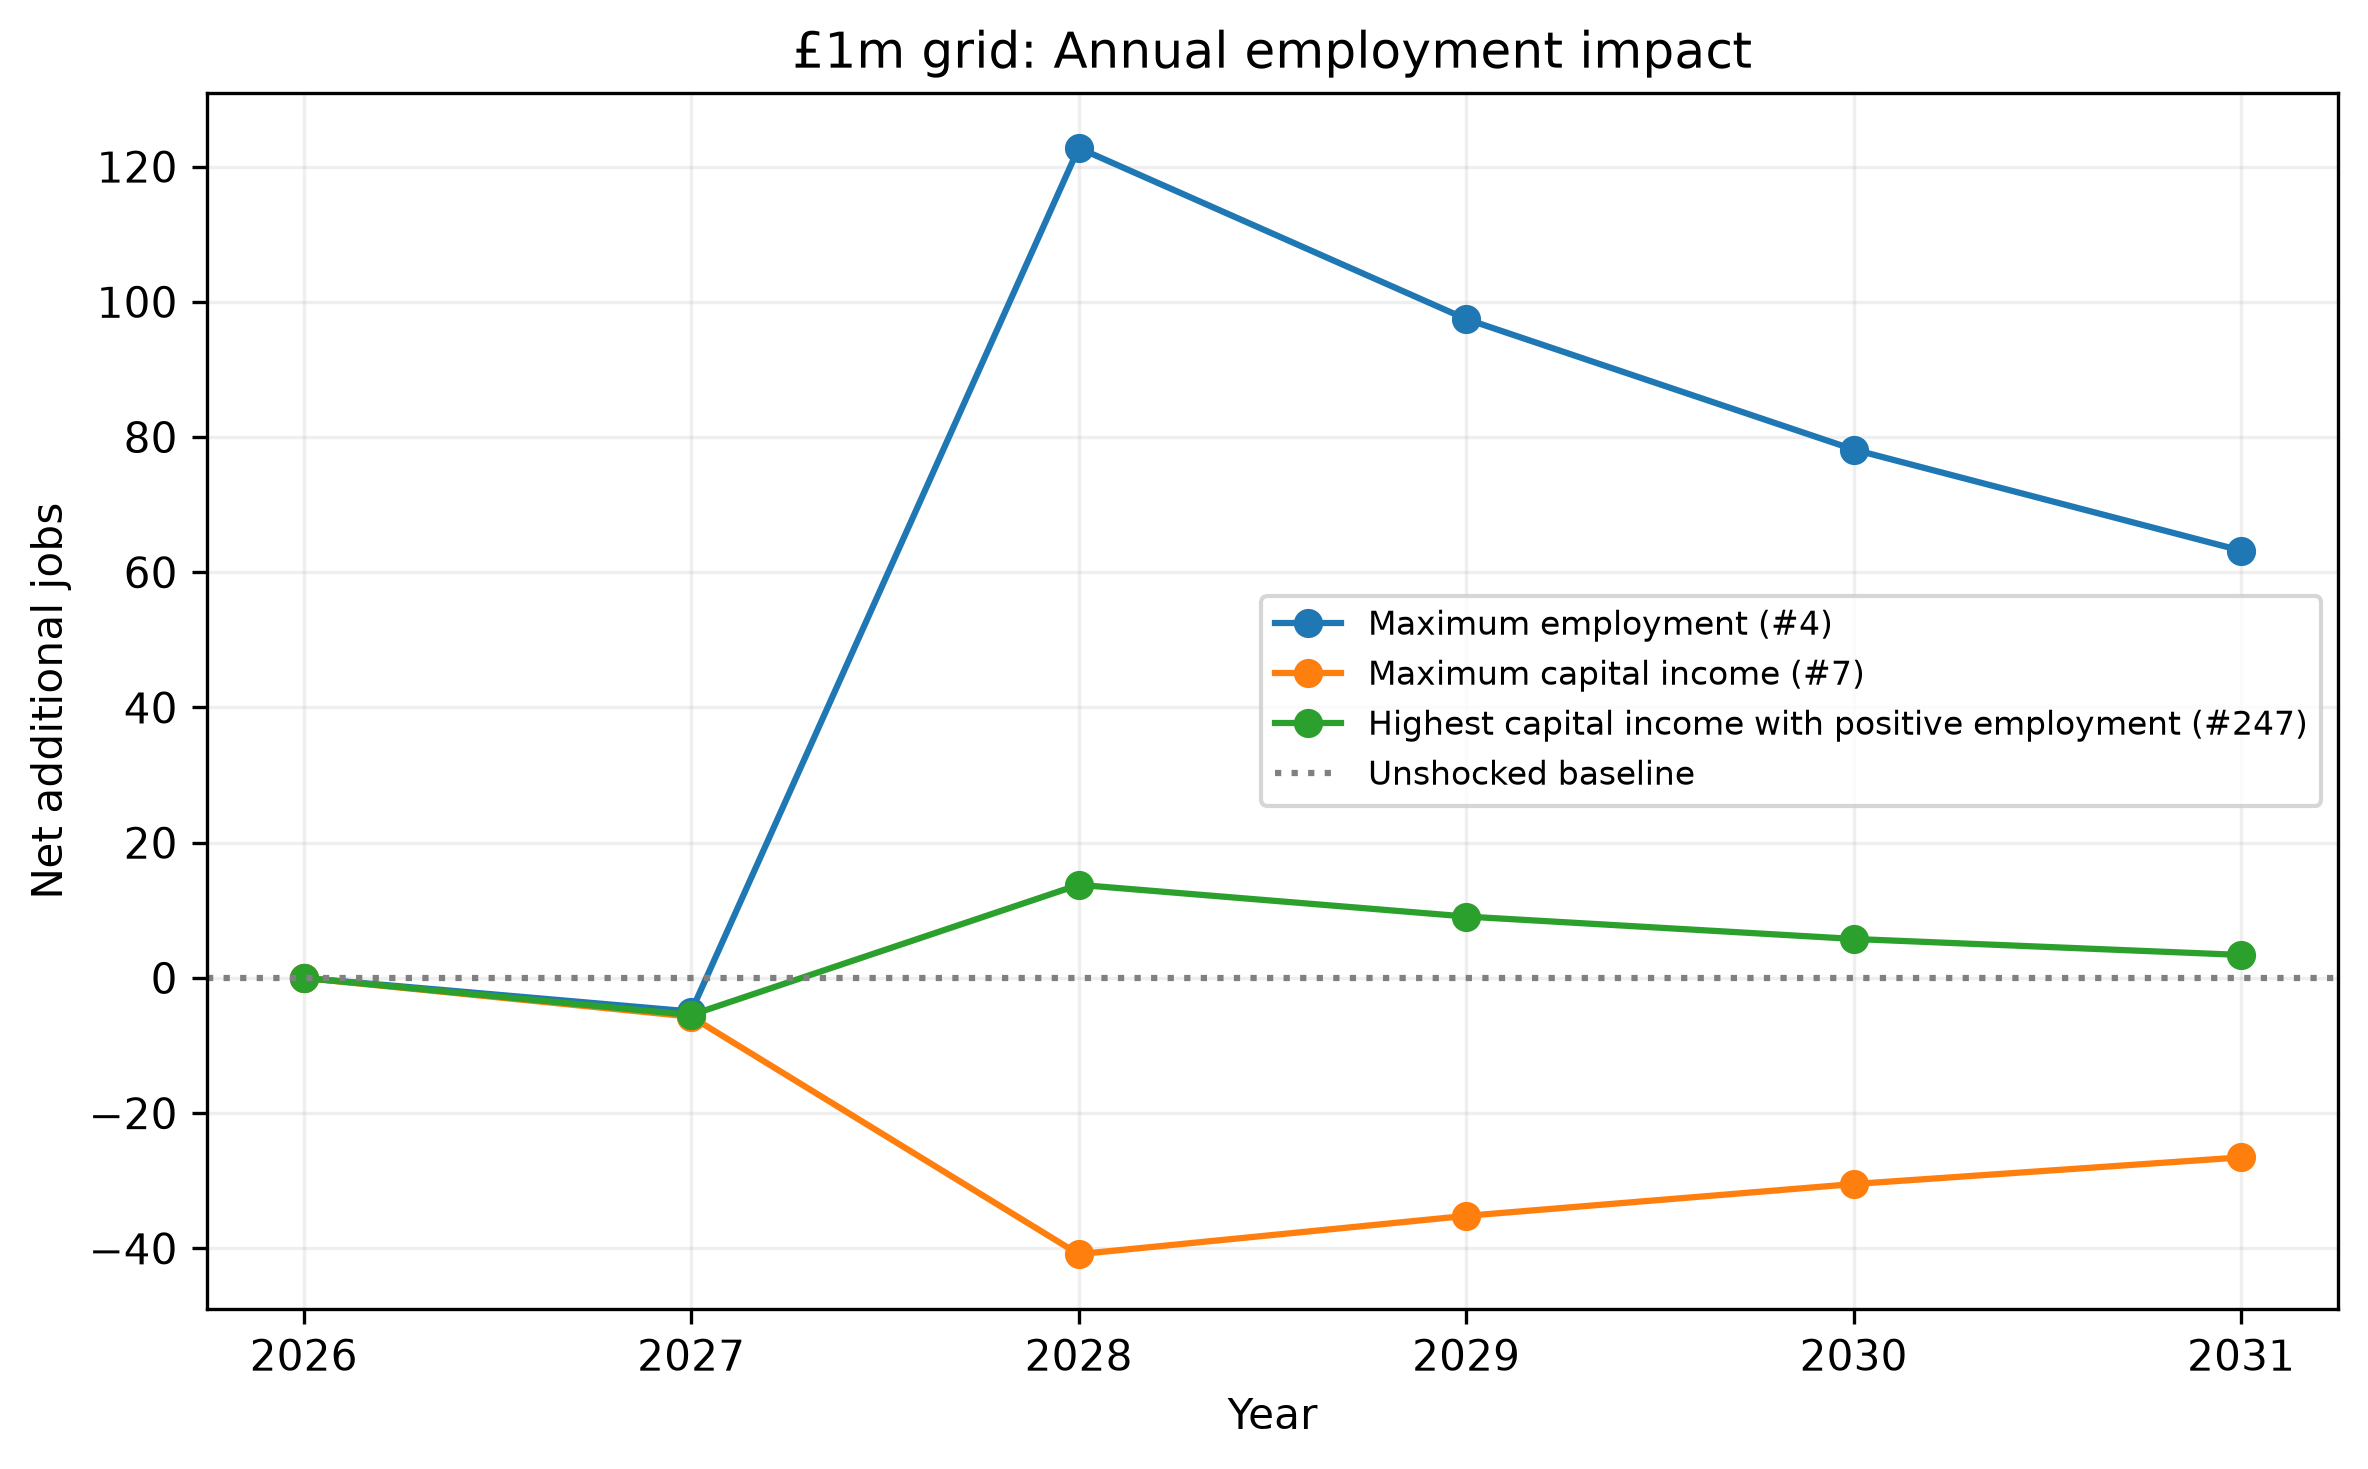 £1m grid: Annual employment impact
Net additional jobs
120
100
80
60
40
20
0
−20
−40
Maximum employment (#4)
Maximum capital income (#7)
Highest capital income with positive employment (#247)
Unshocked baseline
2026 2027 2028 2029 2030 2031
Year